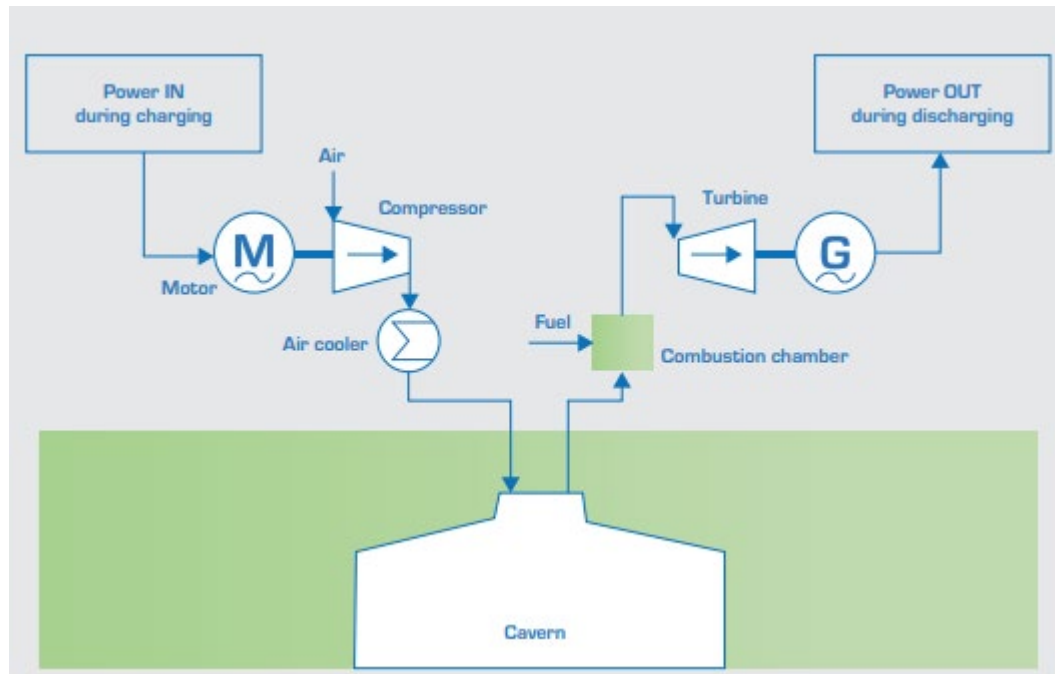 Power IN
during charging
Power OUT
during discharging
Air
Compressor
Turbine
M
G
Motor
Air cooler
Fuel
Combustion chamber
Cavern